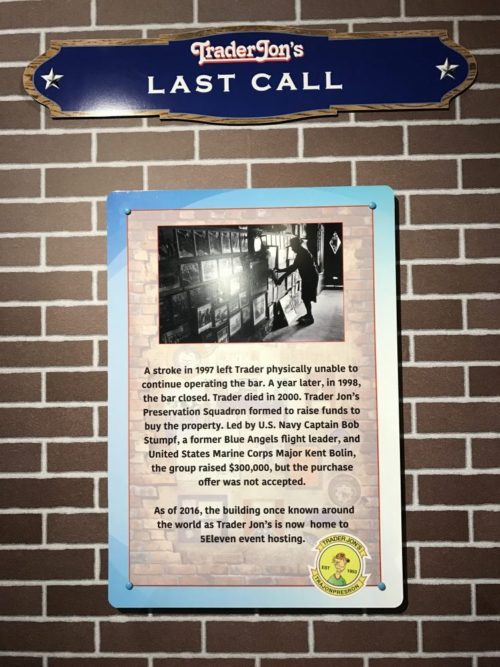 Trader Jon's
LAST CALL
A stroke in 1997 left Trader physically unable to
continue operating the bar. A year later, in 1998,
the bar closed. Trader died in 2000. Trader Jon's
Preservation Squadron formed to raise funds to
buy the property. Led by U.S. Navy Captain Bob
Stumpf, a former Blue Angels flight leader, and
United States Marine Corps Major Kent Bolin,
the group raised $300,000, but the purchase
offer was not accepted.
As of 2016, the building once known around
the world as Trader Jon's is now home to
5Eleven event hosting.
TRADER JON'S
EST 1953
TRAJONPRESRON